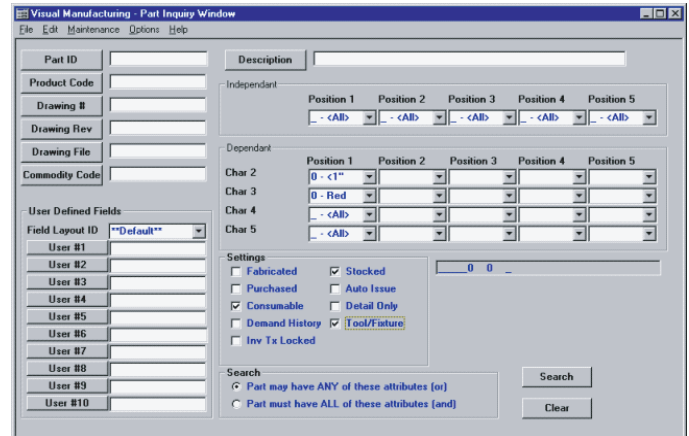 Visual Manufacturing - Part Inquiry Window
File Edit Maintenance Options Help
Part ID
Description
Product Code
Drawing #
Drawing Rev
Drawing File
Commodity Code
Independant
Position 1 Position 2 Position 3 Position 4 Position 5
_ - <All> _ - <All> _ - <All> _ - <All> _ - <All>
Dependant
Position 1 Position 2 Position 3 Position 4 Position 5
Char 2 0 - <1"
Char 3 0 - Red
Char 4 _ - <All>
Char 5 _ - <All>
User Defined Fields
Field Layout ID **Default**
User #1
User #2
User #3
User #4
User #5
User #6
User #7
User #8
User #9
User #10
Settings
Fabricated Stocked
Purchased Auto Issue
Consumable Detail Only
Demand History Tool/Fixture
Inv Tx Locked
_____0 0 _
Search
Part may have ANY of these attributes (or)
Part must have ALL of these attributes (and)
Search
Clear